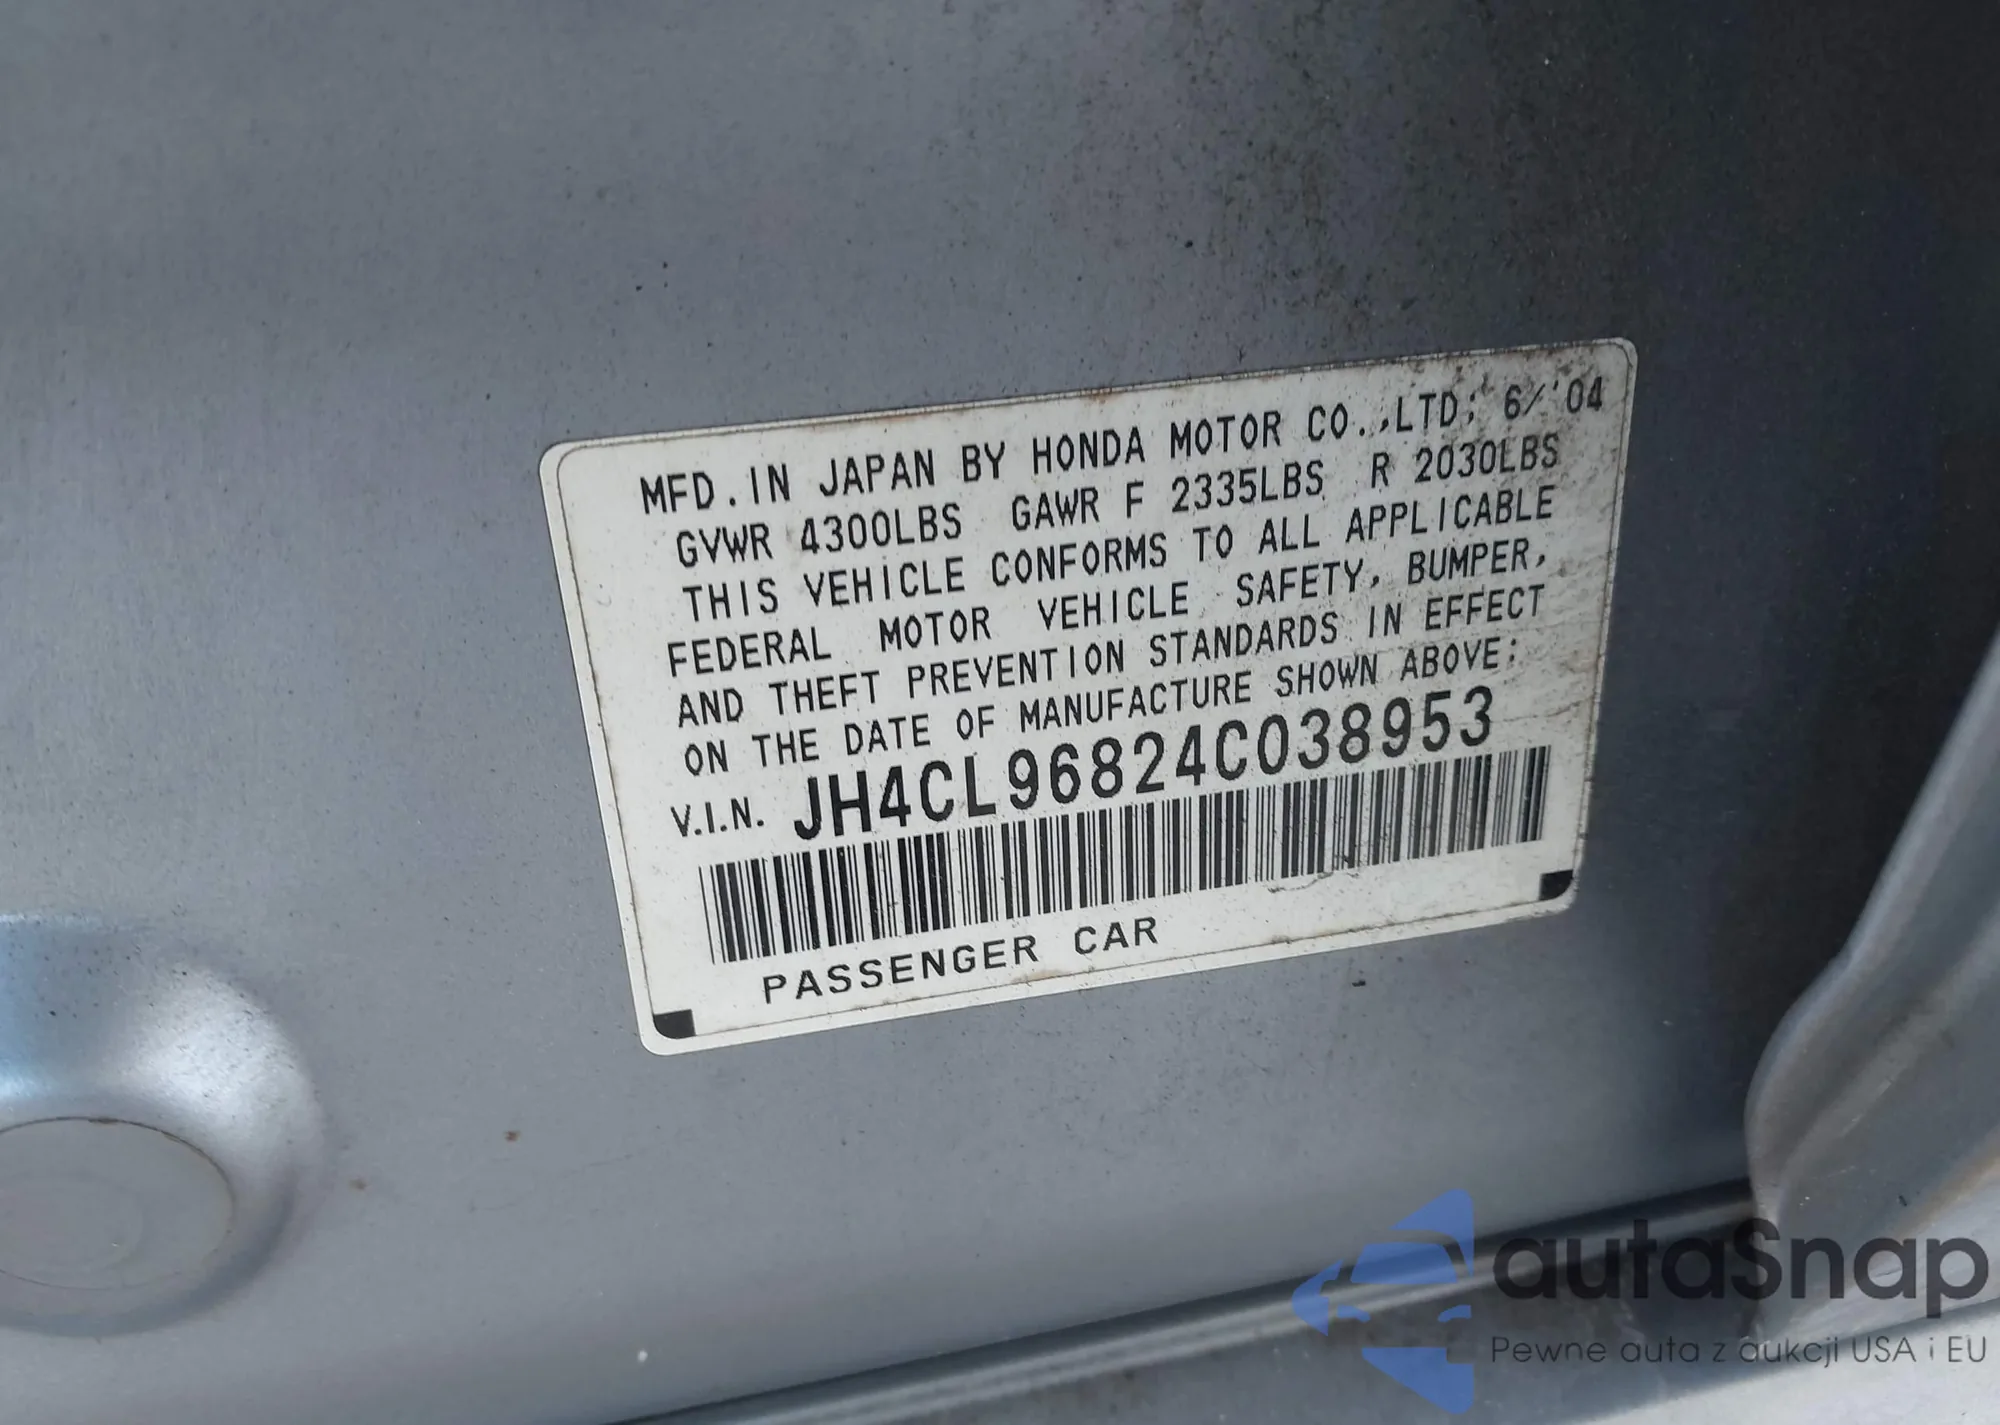 MFD. IN JAPAN BY HONDA MOTOR CO., LTD; 6/ '04
GVWR 4300LBS GAWR F 2335LBS R 2030LBS
THIS VEHICLE CONFORMS TO ALL APPLICABLE
FEDERAL MOTOR VEHICLE SAFETY, BUMPER,
AND THEFT PREVENTION STANDARDS IN EFFECT
ON THE DATE OF MANUFACTURE SHOWN ABOVE:
V.I.N. JH4CL96824C038953
PASSENGER CAR
autaSnap
Pewne auta z aukcji USA i EU